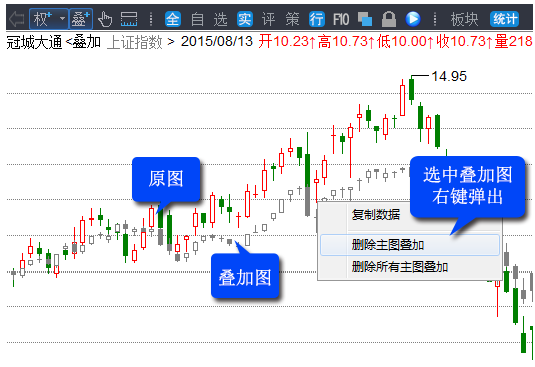 权 叠 全 自 选 实 评 策 行 F10 板块 统计
冠城大通 <叠加 上证指数 > 2015/08/13 开10.23↑高10.73↑低10.00↑收10.73↑量218
14.95
原图
选中叠加图
右键弹出
复制数据
删除主图叠加
删除所有主图叠加
叠加图